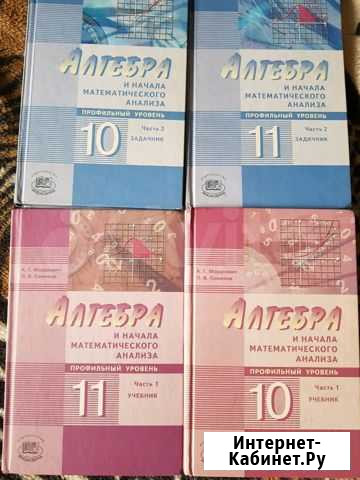 АЛГЕБРА
И НАЧАЛА
МАТЕМАТИЧЕСКОГО
АНАЛИЗА
ПРОФИЛЬНЫЙ УРОВЕНЬ
10
Часть 2
ЗАДАЧНИК
АЛГЕБРА
И НАЧАЛА
МАТЕМАТИЧЕСКОГО
АНАЛИЗА
ПРОФИЛЬНЫЙ УРОВЕНЬ
11
Часть 2
ЗАДАЧНИК
А. Г. Мордкович
П. В. Семенов
АЛГЕБРА
И НАЧАЛА
МАТЕМАТИЧЕСКОГО
АНАЛИЗА
ПРОФИЛЬНЫЙ УРОВЕНЬ
11
Часть 1
УЧЕБНИК
А. Г. Мордкович
П. В. Семенов
АЛГЕБРА
И НАЧАЛА
МАТЕМАТИЧЕСКОГО
АНАЛИЗА
ПРОФИЛЬНЫЙ УРОВЕНЬ
10
Часть 1
УЧЕБНИК
Интернет-
Кабинет.Ру